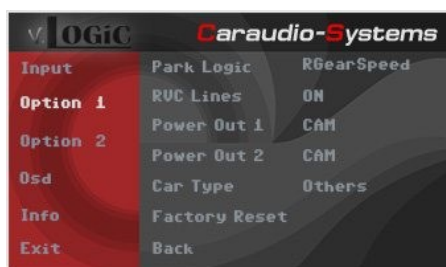 v. LOGiC Caraudio-Systems
Input
Option 1
Option 2
Osd
Info
Exit
Park Logic RGearSpeed
RVC Lines ON
Power Out 1 CAM
Power Out 2 CAM
Car Type Others
Factory Reset
Back